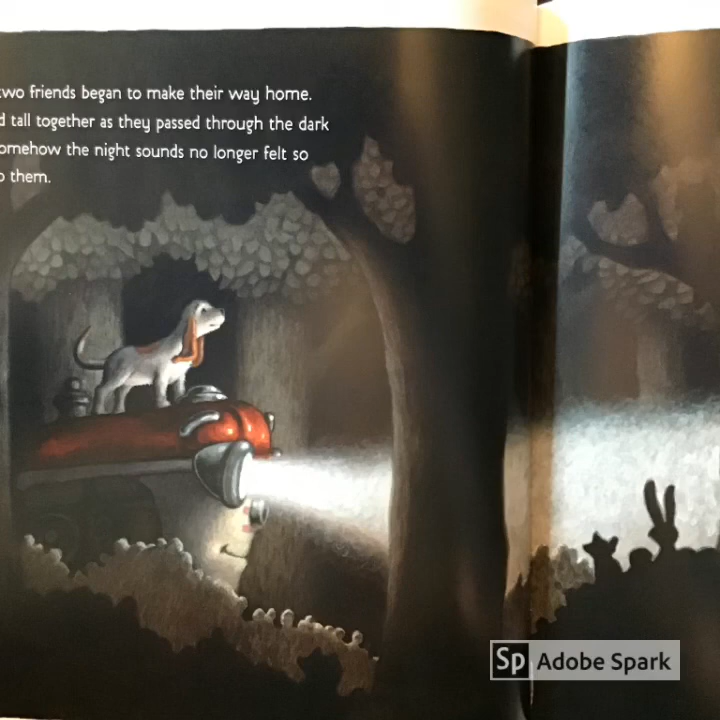 two friends began to make their way home.
d tall together as they passed through the dark
omehow the night sounds no longer felt so
o them.
Sp Adobe Spark